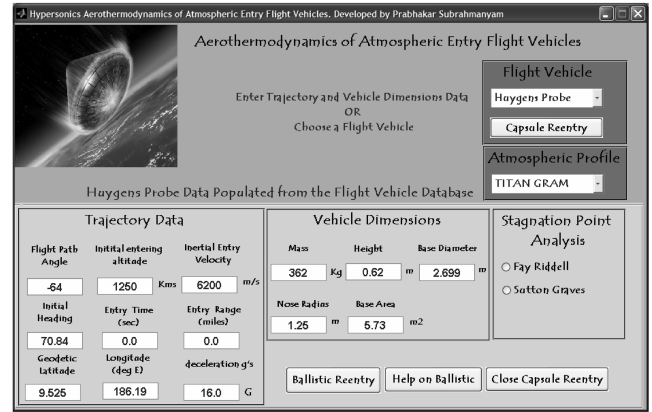 Hypersonics Aerothermodynamics of Atmospheric Entry Flight Vehicles. Developed by Prabhakar Subrahmanyam
Aerothermodynamics of Atmospheric Entry Flight Vehicles
Enter Trajectory and Vehicle Dimensions Data
OR
Choose a Flight Vehicle
Flight Vehicle
Huygens Probe
Capsule Reentry
Atmospheric Profile
TITAN GRAM
Huygens Probe Data Populated from the Flight Vehicle Database
Trajectory Data
Flight Path
Angle
-64
Initital entering
altitude
1250 Kms
Inertial Entry
Velocity
6200 m/s
Initial
Heading
70.84
Entry Time
(sec)
0.0
Entry Range
(miles)
0.0
Geodetic
Latitude
9.525
Longitude
(deg E)
186.19
deceleration g's
16.0 G
Vehicle Dimensions
Mass
362 Kg
Height
0.62 m
Base Diameter
2.699 m
Nose Radius
1.25 m
Base Area
5.73 m2
Stagnation Point
Analysis
Fay Riddell
Sutton Graves
Ballistic Reentry
Help on Ballistic
Close Capsule Reentry